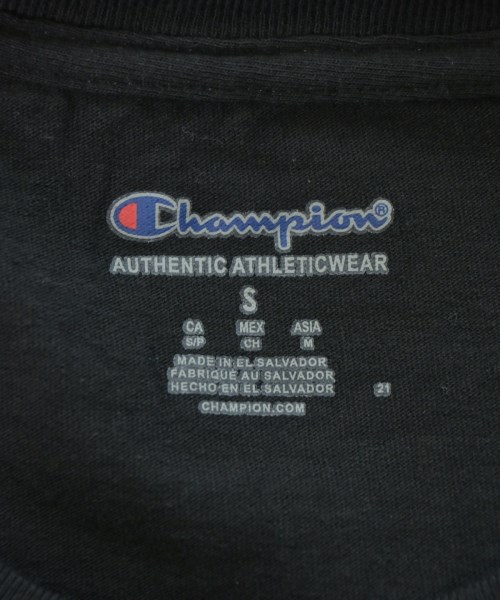 Champion®
AUTHENTIC ATHLETICWEAR
S
CA MEX ASIA
S/P CH M
MADE IN EL SALVADOR
FABRIQUÉ AU SALVADOR
HECHO EN EL SALVADOR 21
CHAMPION.COM